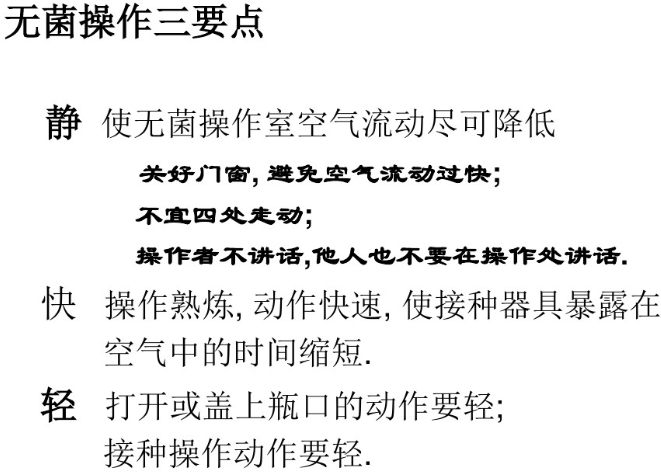 无菌操作三要点
静 使无菌操作室空气流动尽可降低
关好门窗, 避免空气流动过快;
不宜四处走动;
操作者不讲话,他人也不要在操作处讲话.
快 操作熟炼, 动作快速, 使接种器具暴露在
空气中的时间缩短.
轻 打开或盖上瓶口的动作要轻;
接种操作动作要轻.